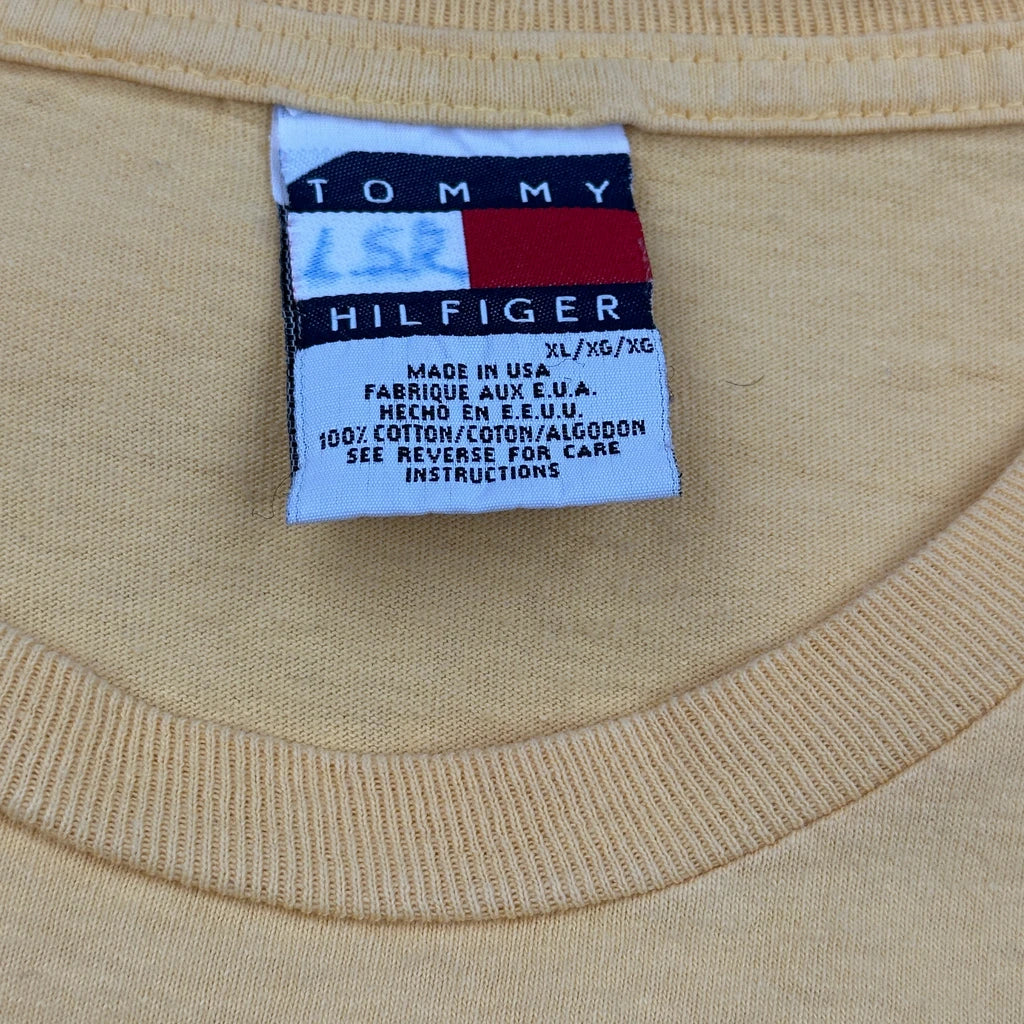 TOMMY
LSR
HILFIGER
XL/XG/XG
MADE IN USA
FABRIQUE AUX E.U.A.
HECHO EN E.E.U.U.
100% COTTON/COTON/ALGODON
SEE REVERSE FOR CARE
INSTRUCTIONS